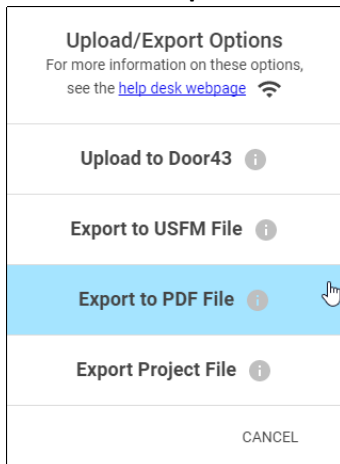 Upload/Export Options
For more information on these options,
see the help desk webpage
Upload to Door43
Export to USFM File
Export to PDF File
Export Project File
CANCEL